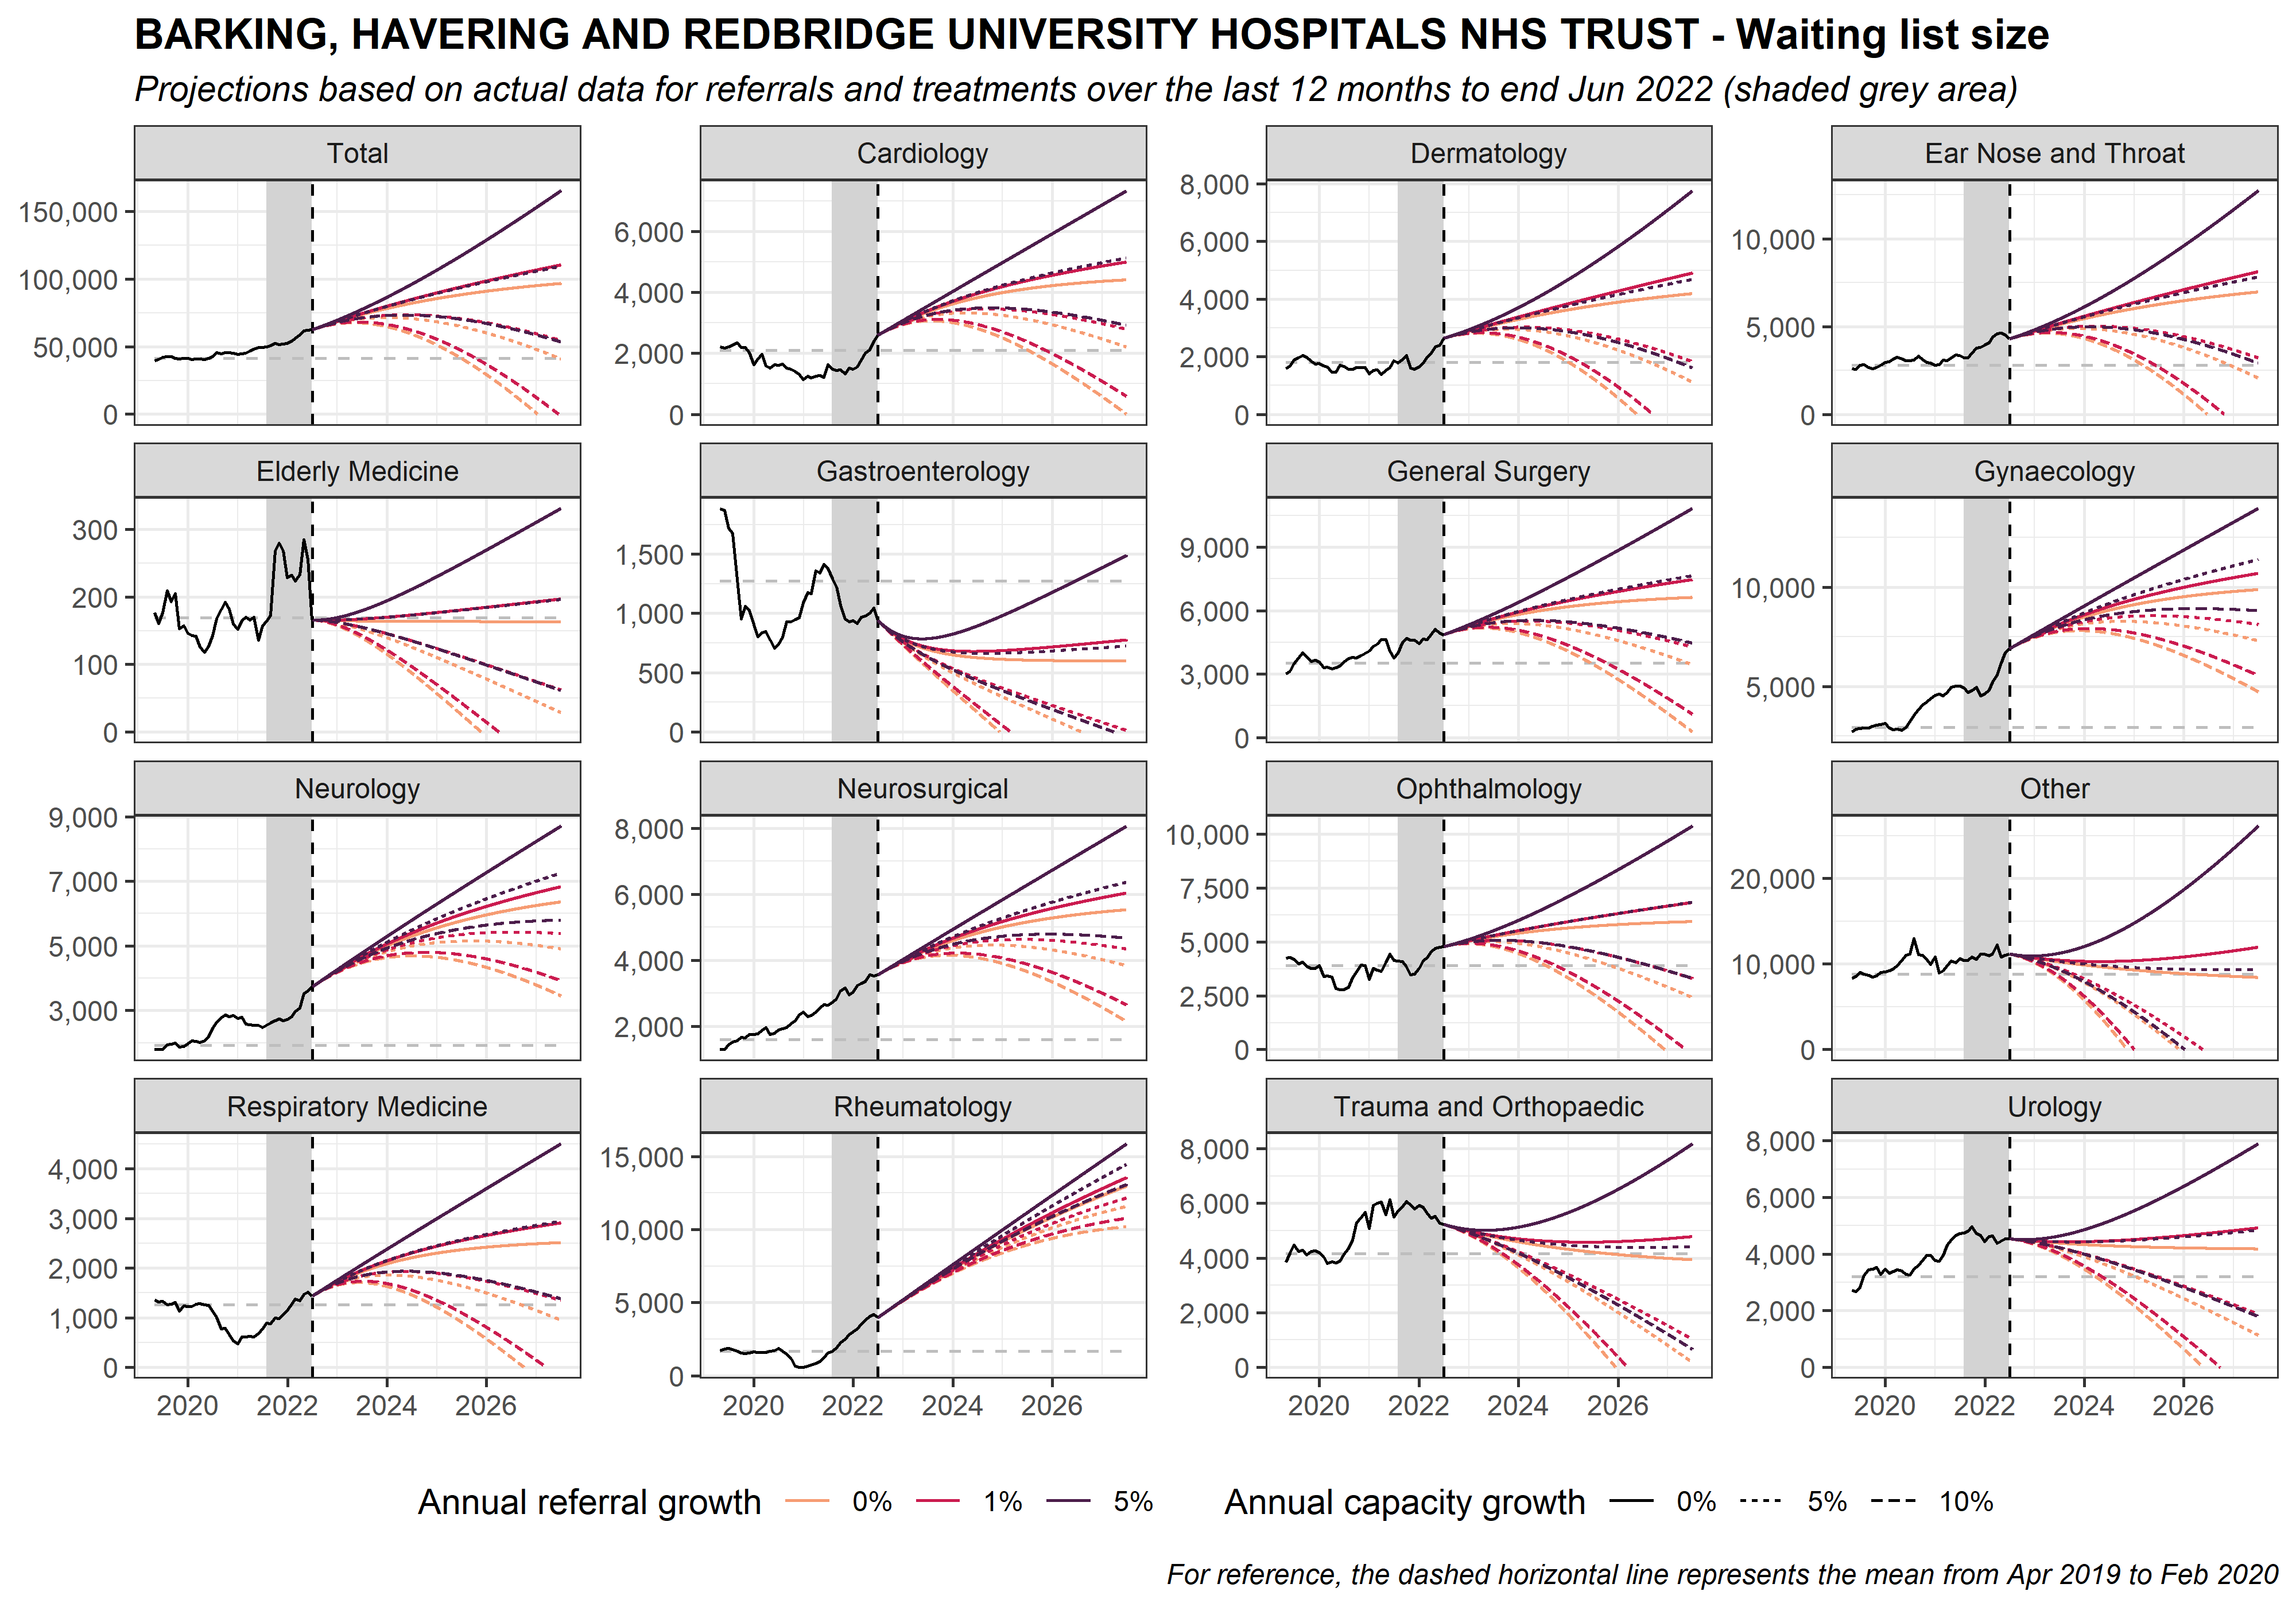 BARKING, HAVERING AND REDBRIDGE UNIVERSITY HOSPITALS NHS TRUST - Waiting list size
Projections based on actual data for referrals and treatments over the last 12 months to end Jun 2022 (shaded grey area)
Total
150,000
100,000
50,000
0
Cardiology
6,000
4,000
2,000
0
Dermatology
8,000
6,000
4,000
2,000
0
Ear Nose and Throat
10,000
5,000
0
Elderly Medicine
300
200
100
0
Gastroenterology
1,500
1,000
500
0
General Surgery
9,000
6,000
3,000
0
Gynaecology
10,000
5,000
Neurology
9,000
7,000
5,000
3,000
Neurosurgical
8,000
6,000
4,000
2,000
Ophthalmology
10,000
7,500
5,000
2,500
0
Other
20,000
10,000
0
Respiratory Medicine
4,000
3,000
2,000
1,000
0
2020 2022 2024 2026
Rheumatology
15,000
10,000
5,000
0
2020 2022 2024 2026
Trauma and Orthopaedic
8,000
6,000
4,000
2,000
0
2020 2022 2024 2026
Urology
8,000
6,000
4,000
2,000
0
2020 2022 2024 2026
Annual referral growth 0% 1% 5% Annual capacity growth 0% 5% 10%
For reference, the dashed horizontal line represents the mean from Apr 2019 to Feb 2020